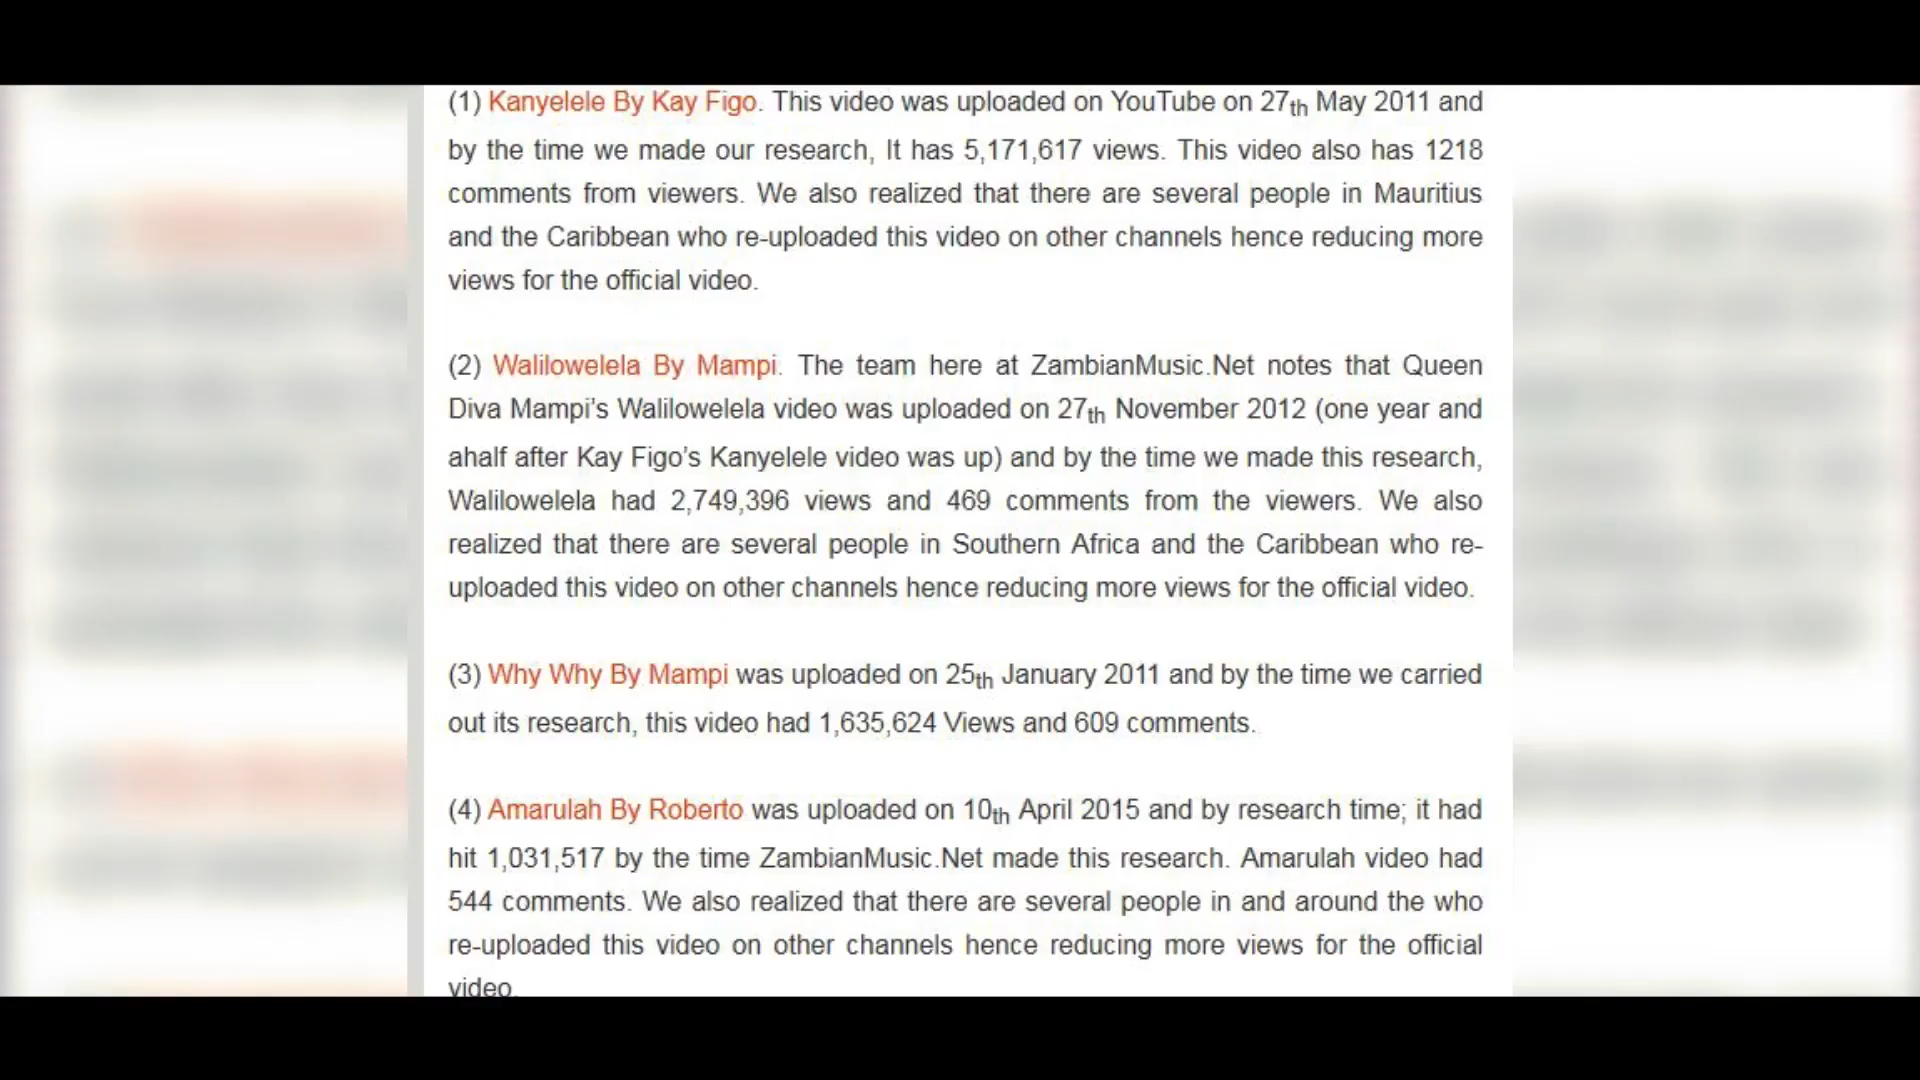 (1) Kanyelele By Kay Figo. This video was uploaded on YouTube on 27th May 2011 and
by the time we made our research, It has 5,171,617 views. This video also has 1218
comments from viewers. We also realized that there are several people in Mauritius
and the Caribbean who re-uploaded this video on other channels hence reducing more
views for the official video.
(2) Walilowelela By Mampi. The team here at ZambianMusic.Net notes that Queen
Diva Mampi’s Walilowelela video was uploaded on 27th November 2012 (one year and
ahalf after Kay Figo’s Kanyelele video was up) and by the time we made this research,
Walilowelela had 2,749,396 views and 469 comments from the viewers. We also
realized that there are several people in Southern Africa and the Caribbean who re-
uploaded this video on other channels hence reducing more views for the official video.
(3) Why Why By Mampi was uploaded on 25th January 2011 and by the time we carried
out its research, this video had 1,635,624 Views and 609 comments.
(4) Amarulah By Roberto was uploaded on 10th April 2015 and by research time; it had
hit 1,031,517 by the time ZambianMusic.Net made this research. Amarulah video had
544 comments. We also realized that there are several people in and around the who
re-uploaded this video on other channels hence reducing more views for the official
video.